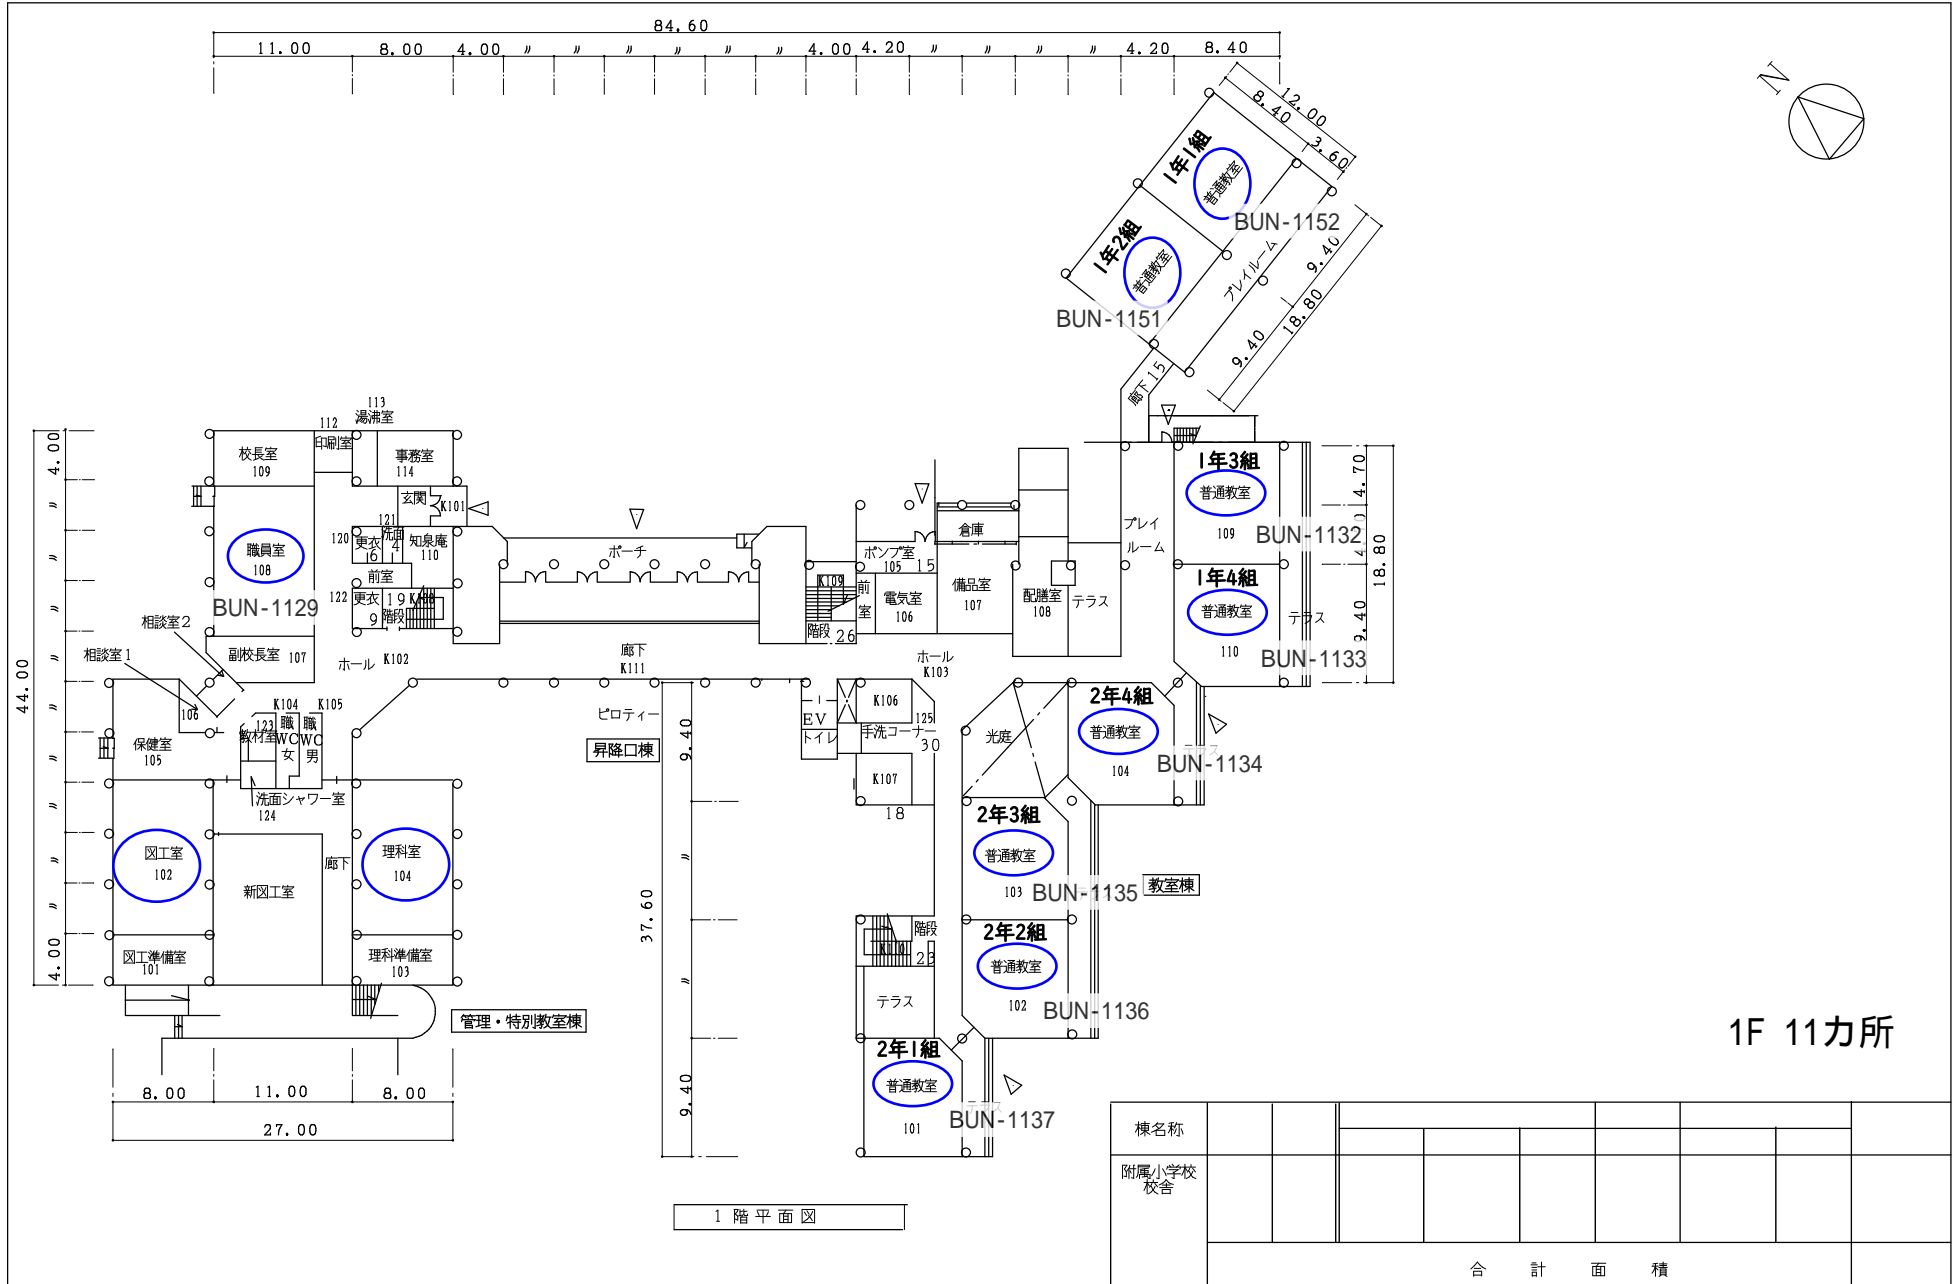 84.60
11.00 8.00 4.00 〃 〃 〃 〃 〃 〃 4.00 4.20 〃 〃 〃 〃 4.20 8.40
N
12.00
8.40
3.60
1年1組
普通教室
BUN-1152
1年2組
普通教室
BUN-1151
プレイルーム
9.40
18.80
9.40
廊下 15
113
湯沸室
112
印刷室
校長室
109
事務室
114
玄関
K101
職員室
108
BUN-1129
120
121
更衣
6
洗面
4
知泉庵
110
前室
122
更衣
9
19
階段
K108
相談室2
相談室1
副校長室 107
ホール K102
ポーチ
廊下
K111
K109
階段 26
前室
ポンプ室
105 15
電気室
106
倉庫
備品室
107
配膳室
108
テラス
プレイ
ルーム
ホール
K103
1年3組
普通教室
109
BUN-1132
1年4組
普通教室
110
BUN-1133
テラス
4.70
18.80
9.40
4.00
〃
〃
〃
〃
〃
〃
〃
〃
〃
4.00
44.00
106
保健室
105
123
教材室
K104
職
WC
女
K105
職
WC
男
洗面シャワー室
124
図工室
102
新図工室
廊下
理科室
104
図工準備室
101
理科準備室
103
管理・特別教室棟
8.00 11.00 8.00
27.00
ピロティー
昇降口棟
9.40
〃
37.60
〃
9.40
EV
トイレ
K106
125
手洗コーナー
30
K107
18
光庭
2年4組
普通教室
104
BUN-1134
テラス
2年3組
普通教室
103
BUN-1135
教室棟
2年2組
普通教室
102
BUN-1136
階段
K110
23
テラス
2年1組
普通教室
101
テラス
BUN-1137
1F 11カ所
1 階 平 面 図
棟名称
附属小学校
校舎
合 計 面 積